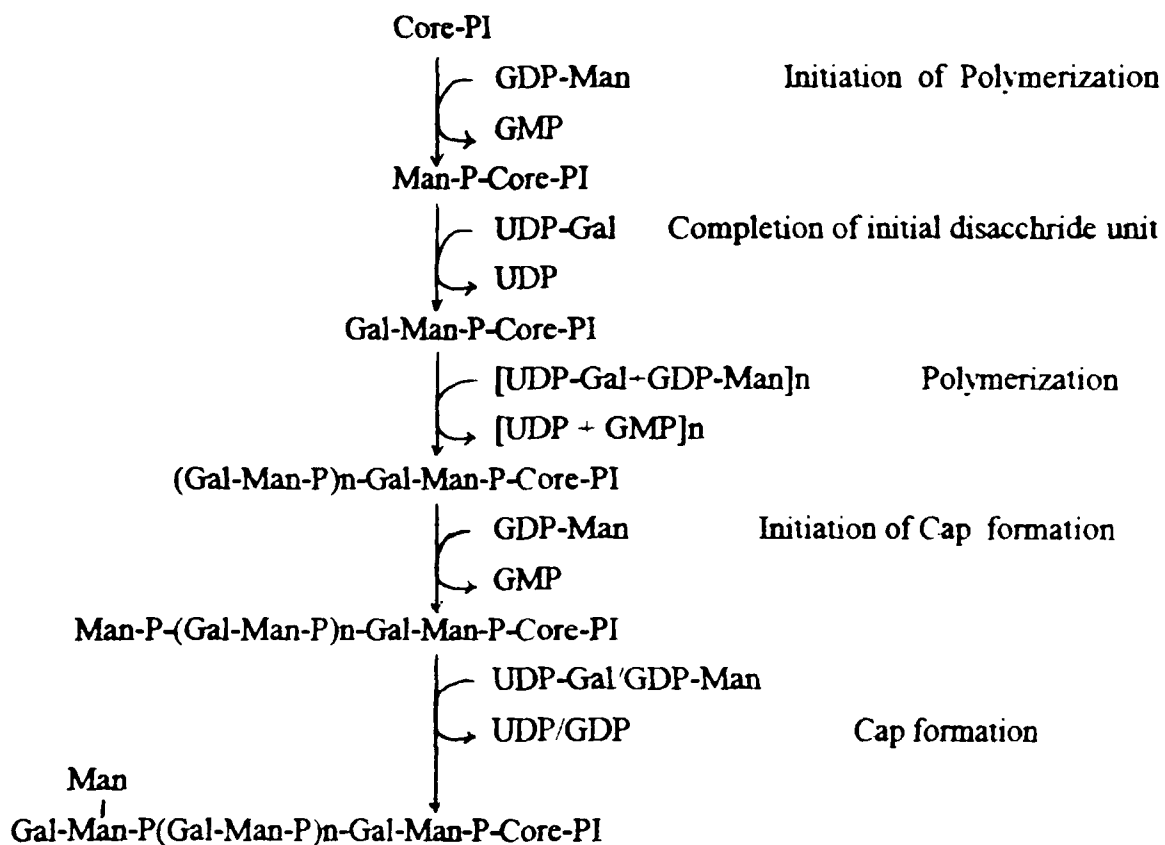 Core-PI
GDP-Man Initiation of Polymerization
GMP
Man-P-Core-PI
UDP-Gal Completion of initial disacchride unit
UDP
Gal-Man-P-Core-PI
[UDP-Gal+GDP-Man]n Polymerization
[UDP + GMP]n
(Gal-Man-P)n-Gal-Man-P-Core-PI
GDP-Man Initiation of Cap formation
GMP
Man-P-(Gal-Man-P)n-Gal-Man-P-Core-PI
UDP-Gal/GDP-Man
UDP/GDP Cap formation
Man
Gal-Man-P(Gal-Man-P)n-Gal-Man-P-Core-PI